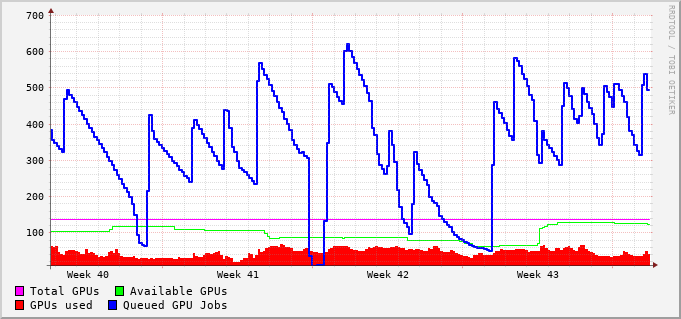 700
600
500
400
300
200
100
Week 40 Week 41 Week 42 Week 43
Total GPUs Available GPUs
GPUs used Queued GPU Jobs
RRDTOOL / TOBI OETIKER